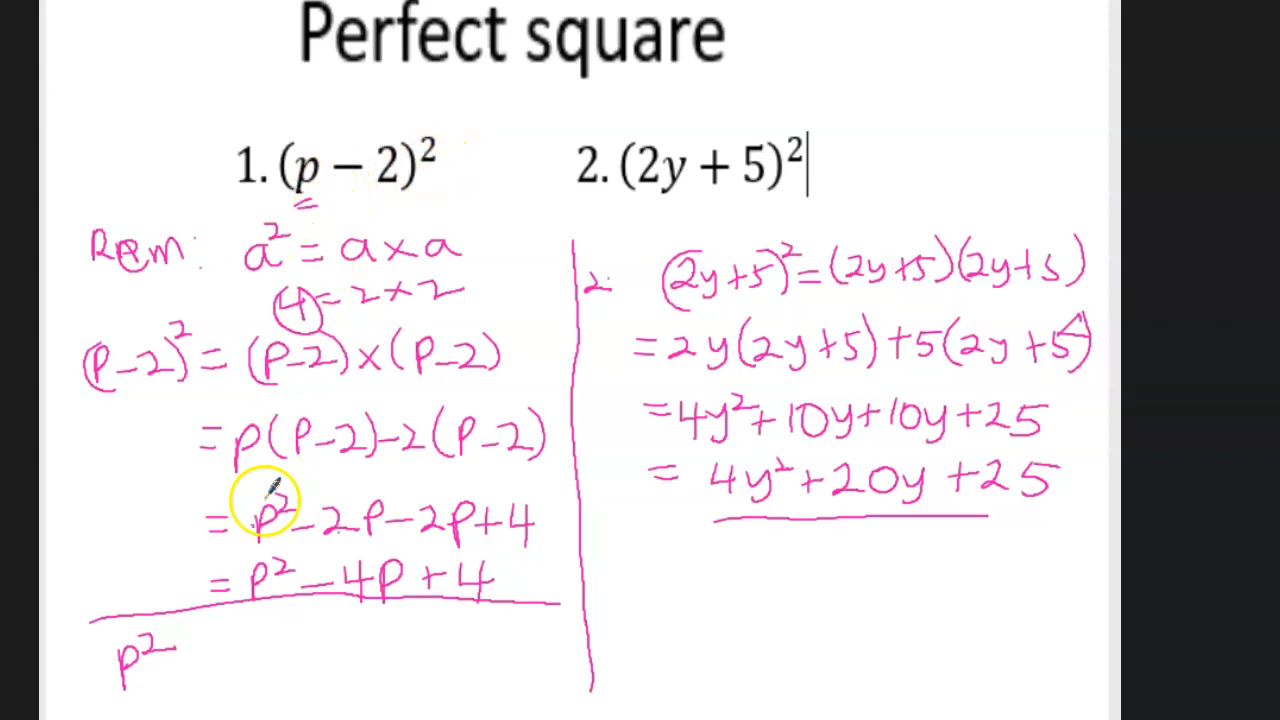 Perfect square
1. (p − 2)²
2. (2y + 5)²
Rem: a² = a × a
4 = 2 × 2
(p-2)² = (p-2) × (p-2)
= p(p-2)-2(p-2)
= p² - 2p - 2p + 4
= p² - 4p + 4
p²
2. (2y+5)² = (2y+5)(2y+5)
= 2y(2y+5) + 5(2y+5)
= 4y² + 10y + 10y + 25
= 4y² + 20y + 25